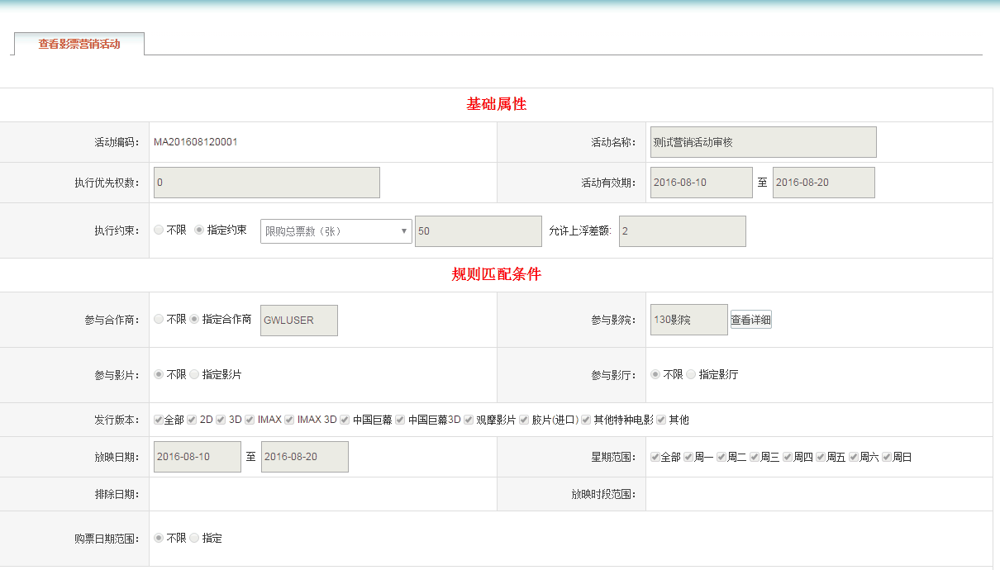 查看影票营销活动
基础属性
活动编码： MA201608120001 活动名称： 测试营销活动审核
执行优先权数： 0 活动有效期： 2016-08-10 至 2016-08-20
执行约束： 不限 指定约束 限购总票数（张） 50 允许上浮差额: 2
规则匹配条件
参与合作商： 不限 指定合作商 GWLUSER 参与影院： 130影院 查看详细
参与影片： 不限 指定影片 参与影厅： 不限 指定影厅
发行版本： 全部 2D 3D IMAX IMAX 3D 中国巨幕 中国巨幕3D 观摩影片 胶片(进口) 其他特种电影 其他
放映日期： 2016-08-10 至 2016-08-20 星期范围： 全部 周一 周二 周三 周四 周五 周六 周日
排除日期： 放映时段范围：
购票日期范围： 不限 指定